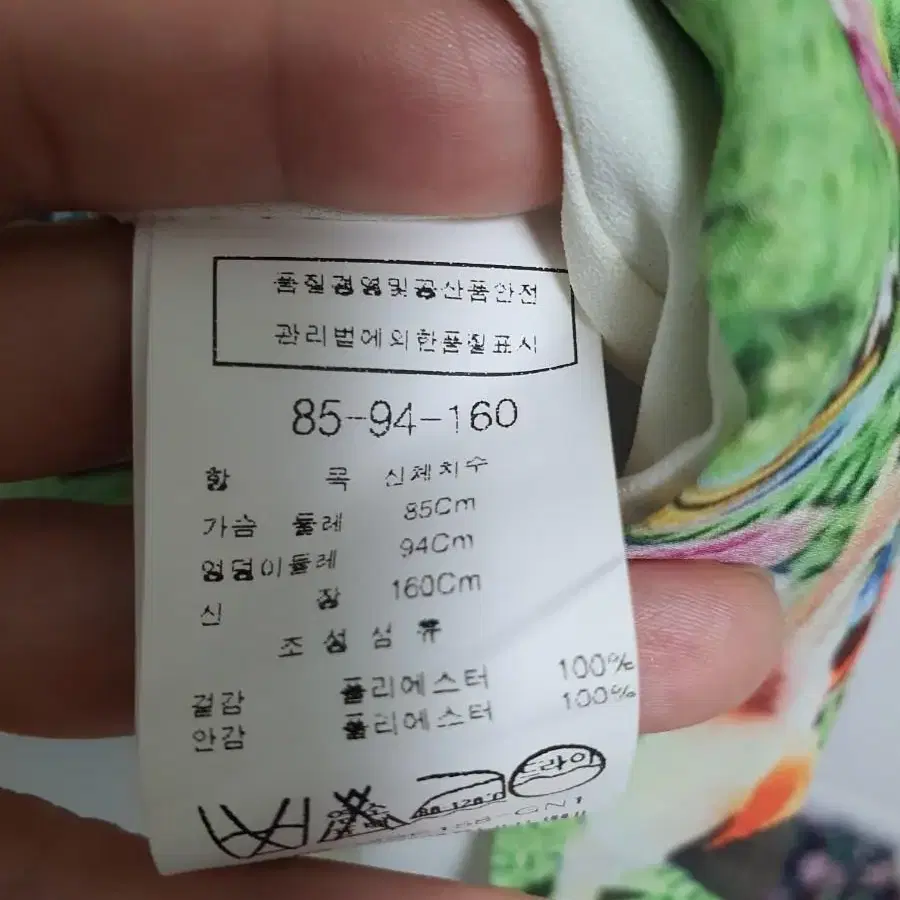 품질경영및공산품안전
관리법에의한품질표시
85-94-160
항 목 신체치수
가슴 둘레 85Cm
엉덩이둘레 94Cm
신 장 160Cm
조 성 섬 유
겉감 폴리에스터 100%
안감 폴리에스터 100%
드라이